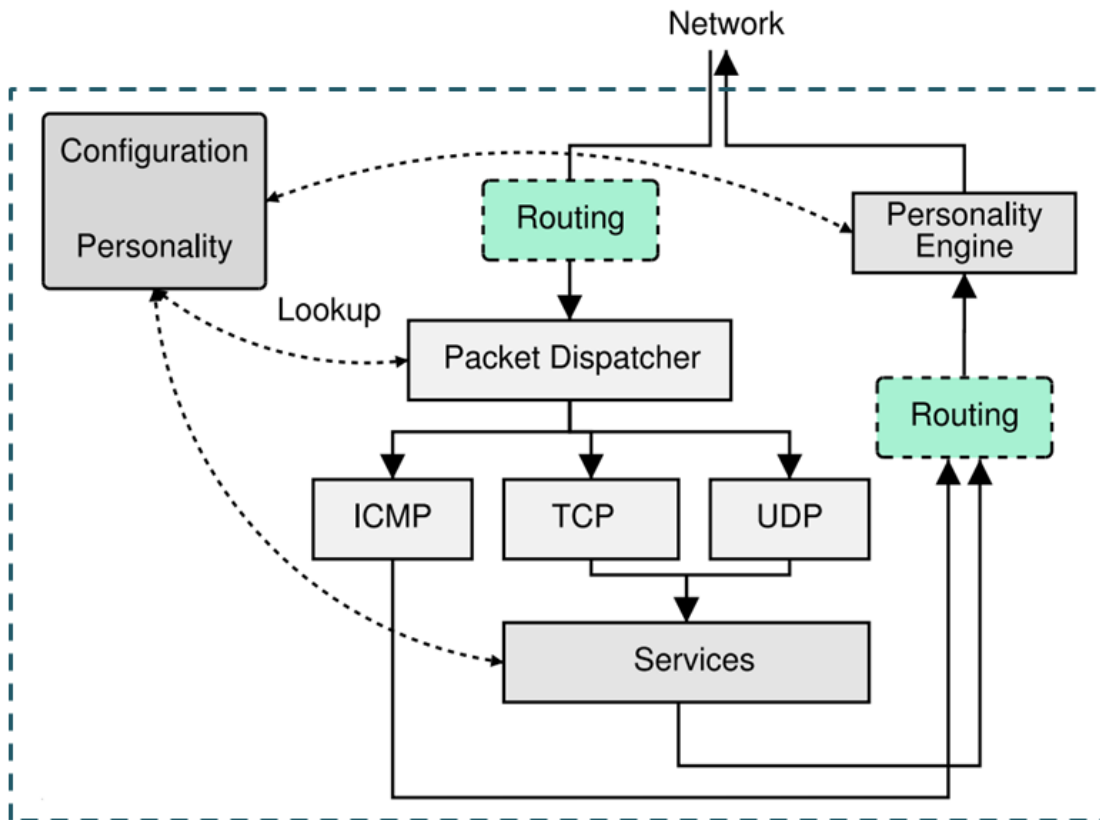 Network
Configuration
Personality
Routing
Personality
Engine
Lookup
Packet Dispatcher
Routing
ICMP
TCP
UDP
Services